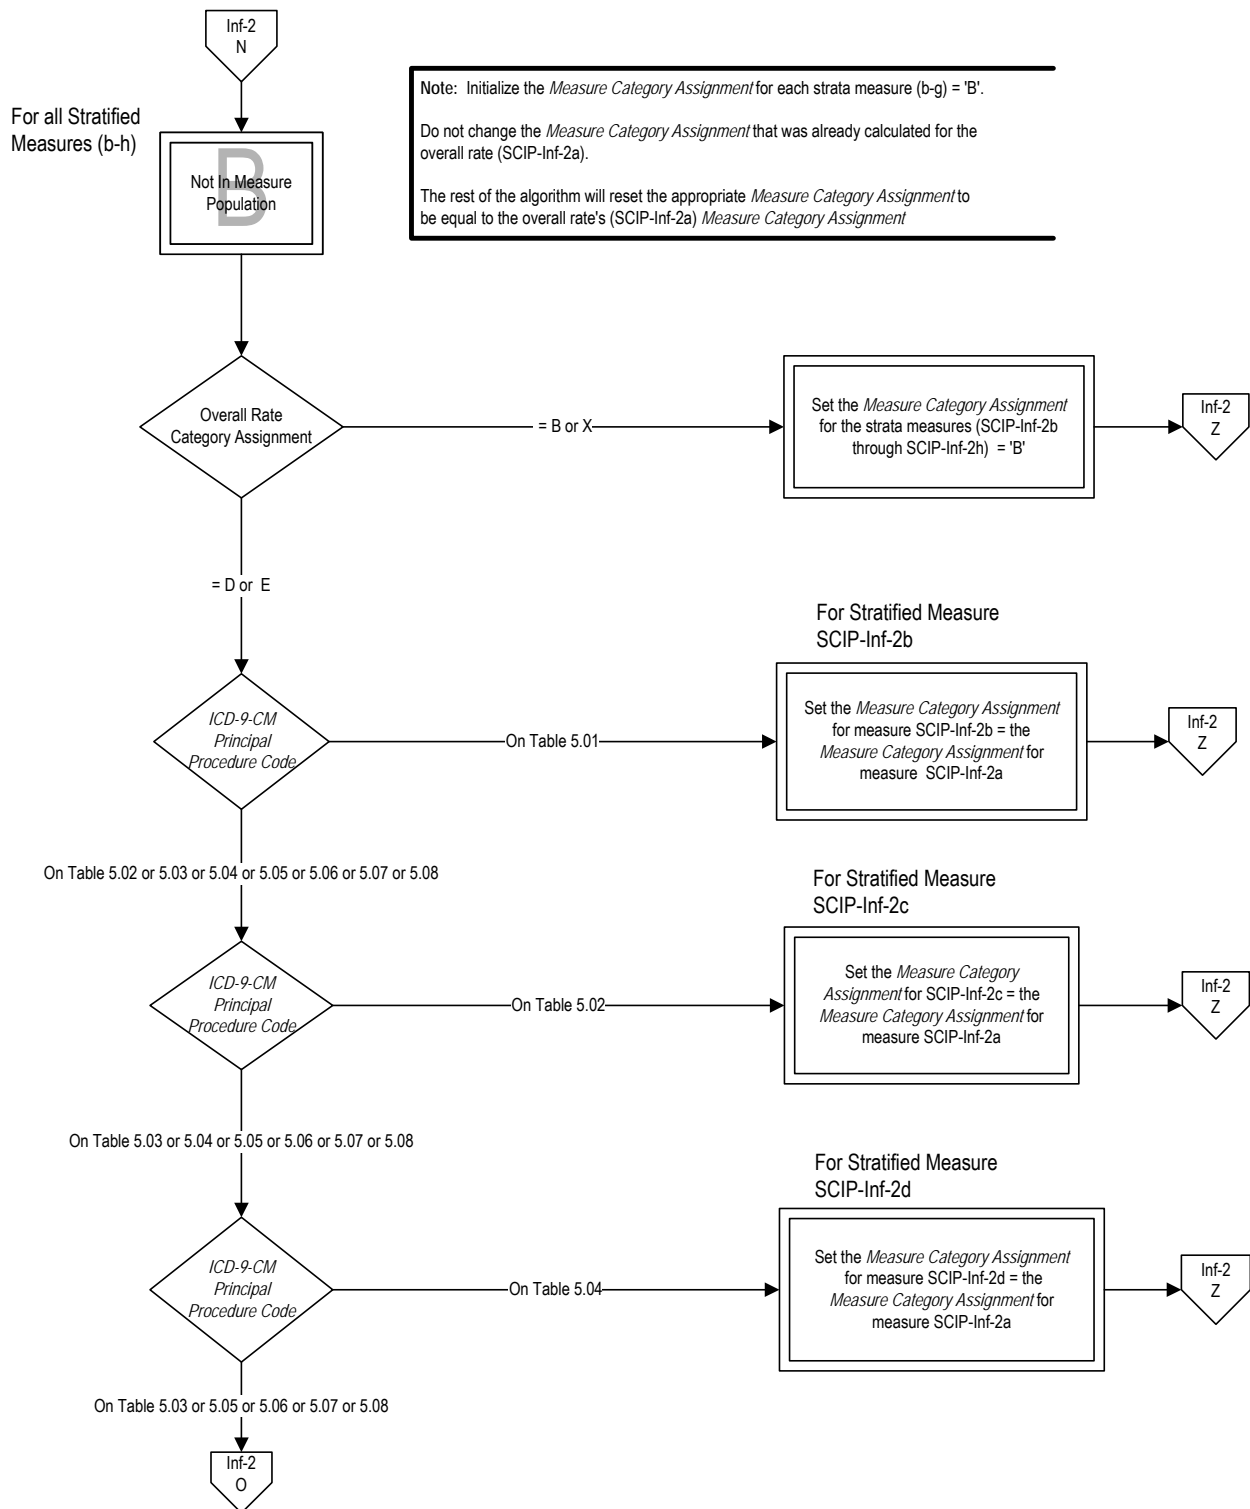 Inf-2
N
Note: Initialize the Measure Category Assignment for each strata measure (b-g) = 'B'.
Do not change the Measure Category Assignment that was already calculated for the
overall rate (SCIP-Inf-2a).
The rest of the algorithm will reset the appropriate Measure Category Assignment to
be equal to the overall rate's (SCIP-Inf-2a) Measure Category Assignment
For all Stratified
Measures (b-h)
B
Not In Measure
Population
Overall Rate
Category Assignment
= B or X
Set the Measure Category Assignment
for the strata measures (SCIP-Inf-2b
through SCIP-Inf-2h) = 'B'
Inf-2
Z
= D or E
For Stratified Measure
SCIP-Inf-2b
ICD-9-CM
Principal
Procedure Code
On Table 5.01
Set the Measure Category Assignment
for measure SCIP-Inf-2b = the
Measure Category Assignment for
measure SCIP-Inf-2a
Inf-2
Z
On Table 5.02 or 5.03 or 5.04 or 5.05 or 5.06 or 5.07 or 5.08
For Stratified Measure
SCIP-Inf-2c
ICD-9-CM
Principal
Procedure Code
On Table 5.02
Set the Measure Category
Assignment for SCIP-Inf-2c = the
Measure Category Assignment for
measure SCIP-Inf-2a
Inf-2
Z
On Table 5.03 or 5.04 or 5.05 or 5.06 or 5.07 or 5.08
For Stratified Measure
SCIP-Inf-2d
ICD-9-CM
Principal
Procedure Code
On Table 5.04
Set the Measure Category Assignment
for measure SCIP-Inf-2d = the
Measure Category Assignment for
measure SCIP-Inf-2a
Inf-2
Z
On Table 5.03 or 5.05 or 5.06 or 5.07 or 5.08
Inf-2
O